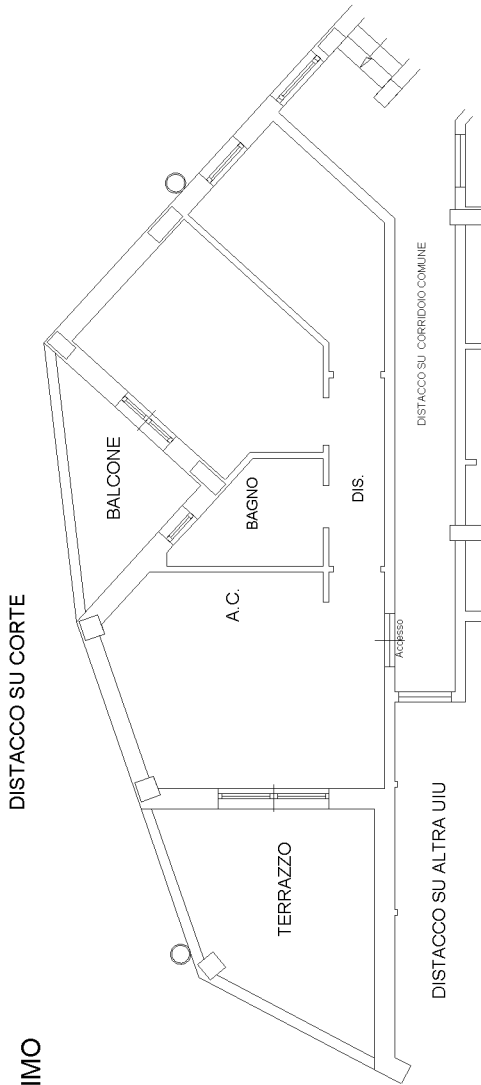 IMO
DISTACCO SU CORTE
BALCONE
BAGNO
A.C.
DIS.
TERRAZZO
Accesso
DISTACCO SU CORRIDOIO COMUNE
DISTACCO SU ALTRA UIU